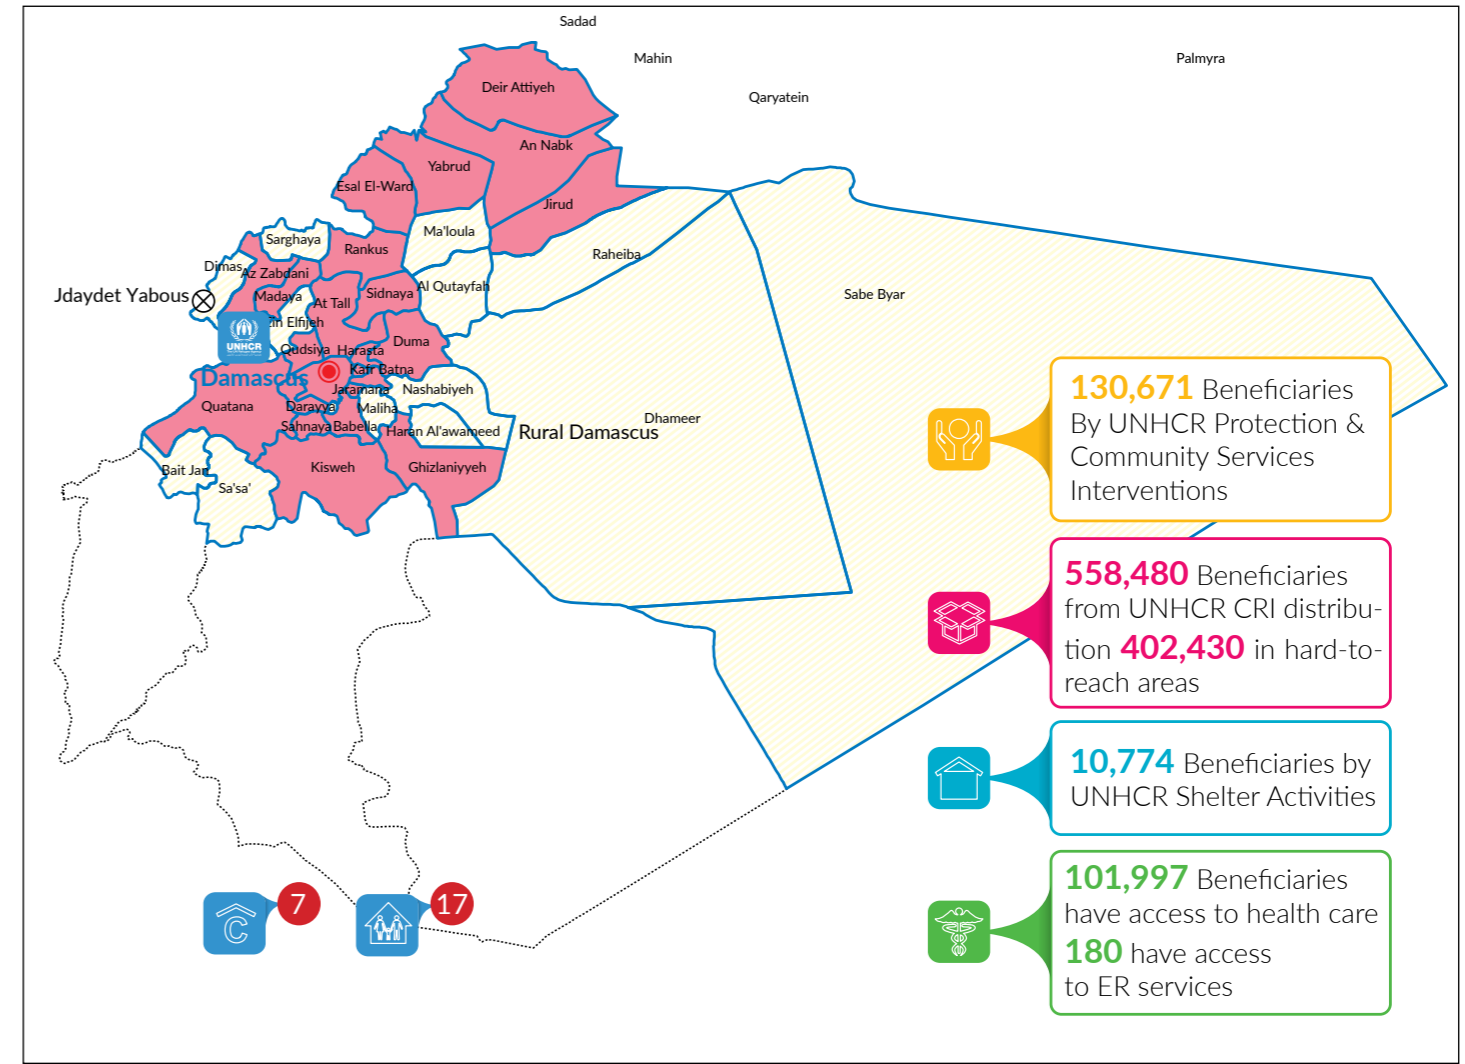 Sadad
Mahin
Palmyra
Qaryatein
Deir Attiyeh
An Nabk
Yabrud
Esal El-Ward
Jirud
Ma'loula
Sarghaya
Rankus
Raheiba
Dimas
Az Zabdani
Al Qutayfah
Jdaydet Yabous
Madaya
At Tall
Sidnaya
Sabe Byar
Ein Elfijeh
UNHCR
Qudsiya
Harasta
Duma
Kafr Batna
Damascus
Jaramana
Nashabiyeh
Quatana
Darayya
Maliha
Dhameer
Sahnaya
Babella
Haran Al'awameed
Rural Damascus
Bait Jan
Kisweh
Ghizlaniyyeh
Sa'sa'
130,671 Beneficiaries
By UNHCR Protection &
Community Services
Interventions
558,480 Beneficiaries
from UNHCR CRI distribu-
tion 402,430 in hard-to-
reach areas
10,774 Beneficiaries by
UNHCR Shelter Activities
101,997 Beneficiaries
have access to health care
180 have access
to ER services
C
7
17